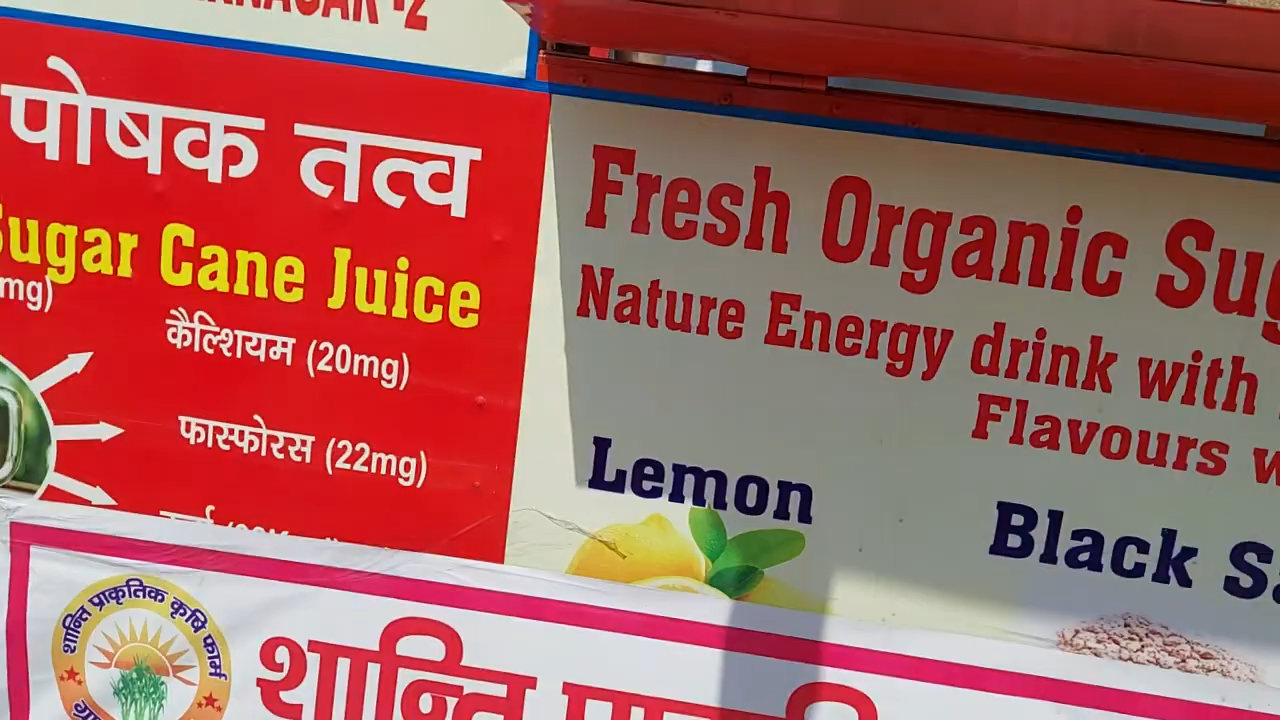 पोषक तत्व
Sugar Cane Juice
mg)
कैल्शियम (20mg)
फास्फोरस (22mg)
Fresh Organic
Nature Energy drink with
Flavours
Lemon
Black
शान्ति प्राकृतिक कृषि फार्म
शान्ति